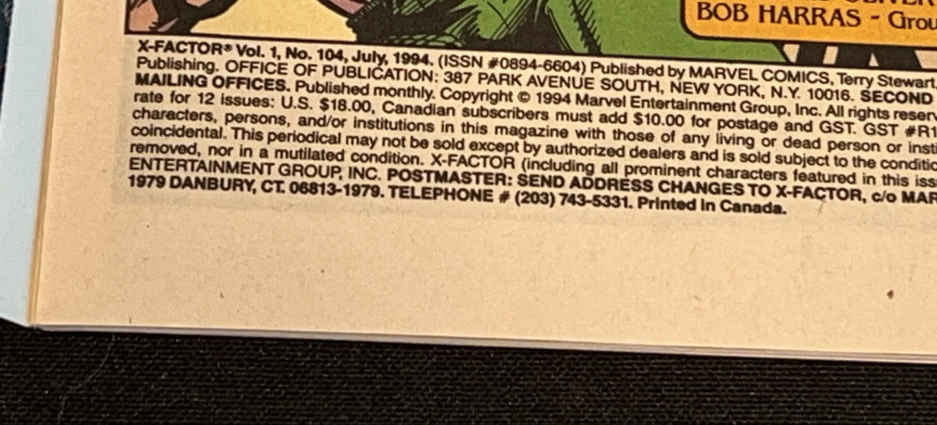 BOB HARRAS - Grou
X-FACTOR® Vol. 1, No. 104, July, 1994. (ISSN #0894-6604) Published by MARVEL COMICS, Terry Stewart,
Publishing. OFFICE OF PUBLICATION: 387 PARK AVENUE SOUTH, NEW YORK, N.Y. 10016. SECOND
MAILING OFFICES. Published monthly. Copyright © 1994 Marvel Entertainment Group, Inc. All rights reser
rate for 12 issues: U.S. $18.00, Canadian subscribers must add $10.00 for postage and GST. GST #R1
characters, persons, and/or institutions in this magazine with those of any living or dead person or insti
coincidental. This periodical may not be sold except by authorized dealers and is sold subject to the conditio
removed, nor in a mutilated condition. X-FACTOR (including all prominent characters featured in this iss
ENTERTAINMENT GROUP, INC. POSTMASTER: SEND ADDRESS CHANGES TO X-FACTOR, c/o MAR
1979 DANBURY, CT. 06813-1979. TELEPHONE # (203) 743-5331. Printed in Canada.